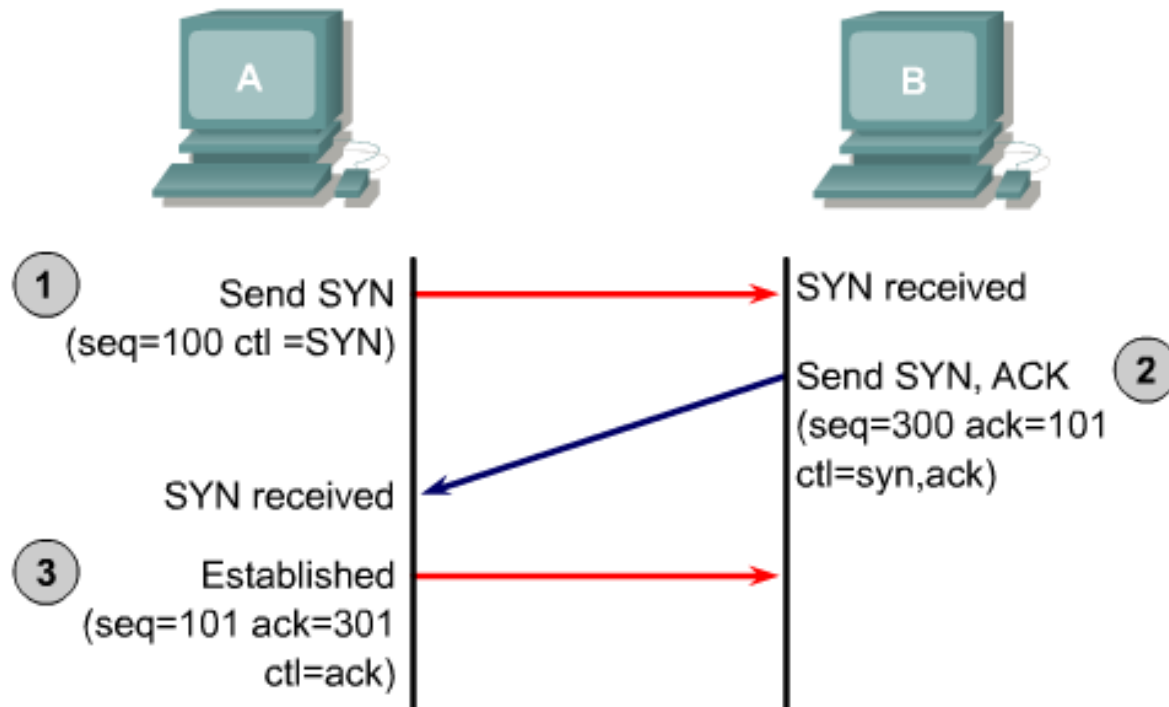 A
B
1
Send SYN
(seq=100 ctl =SYN)
SYN received
Send SYN, ACK
2
(seq=300 ack=101
ctl=syn,ack)
SYN received
3
Established
(seq=101 ack=301
ctl=ack)